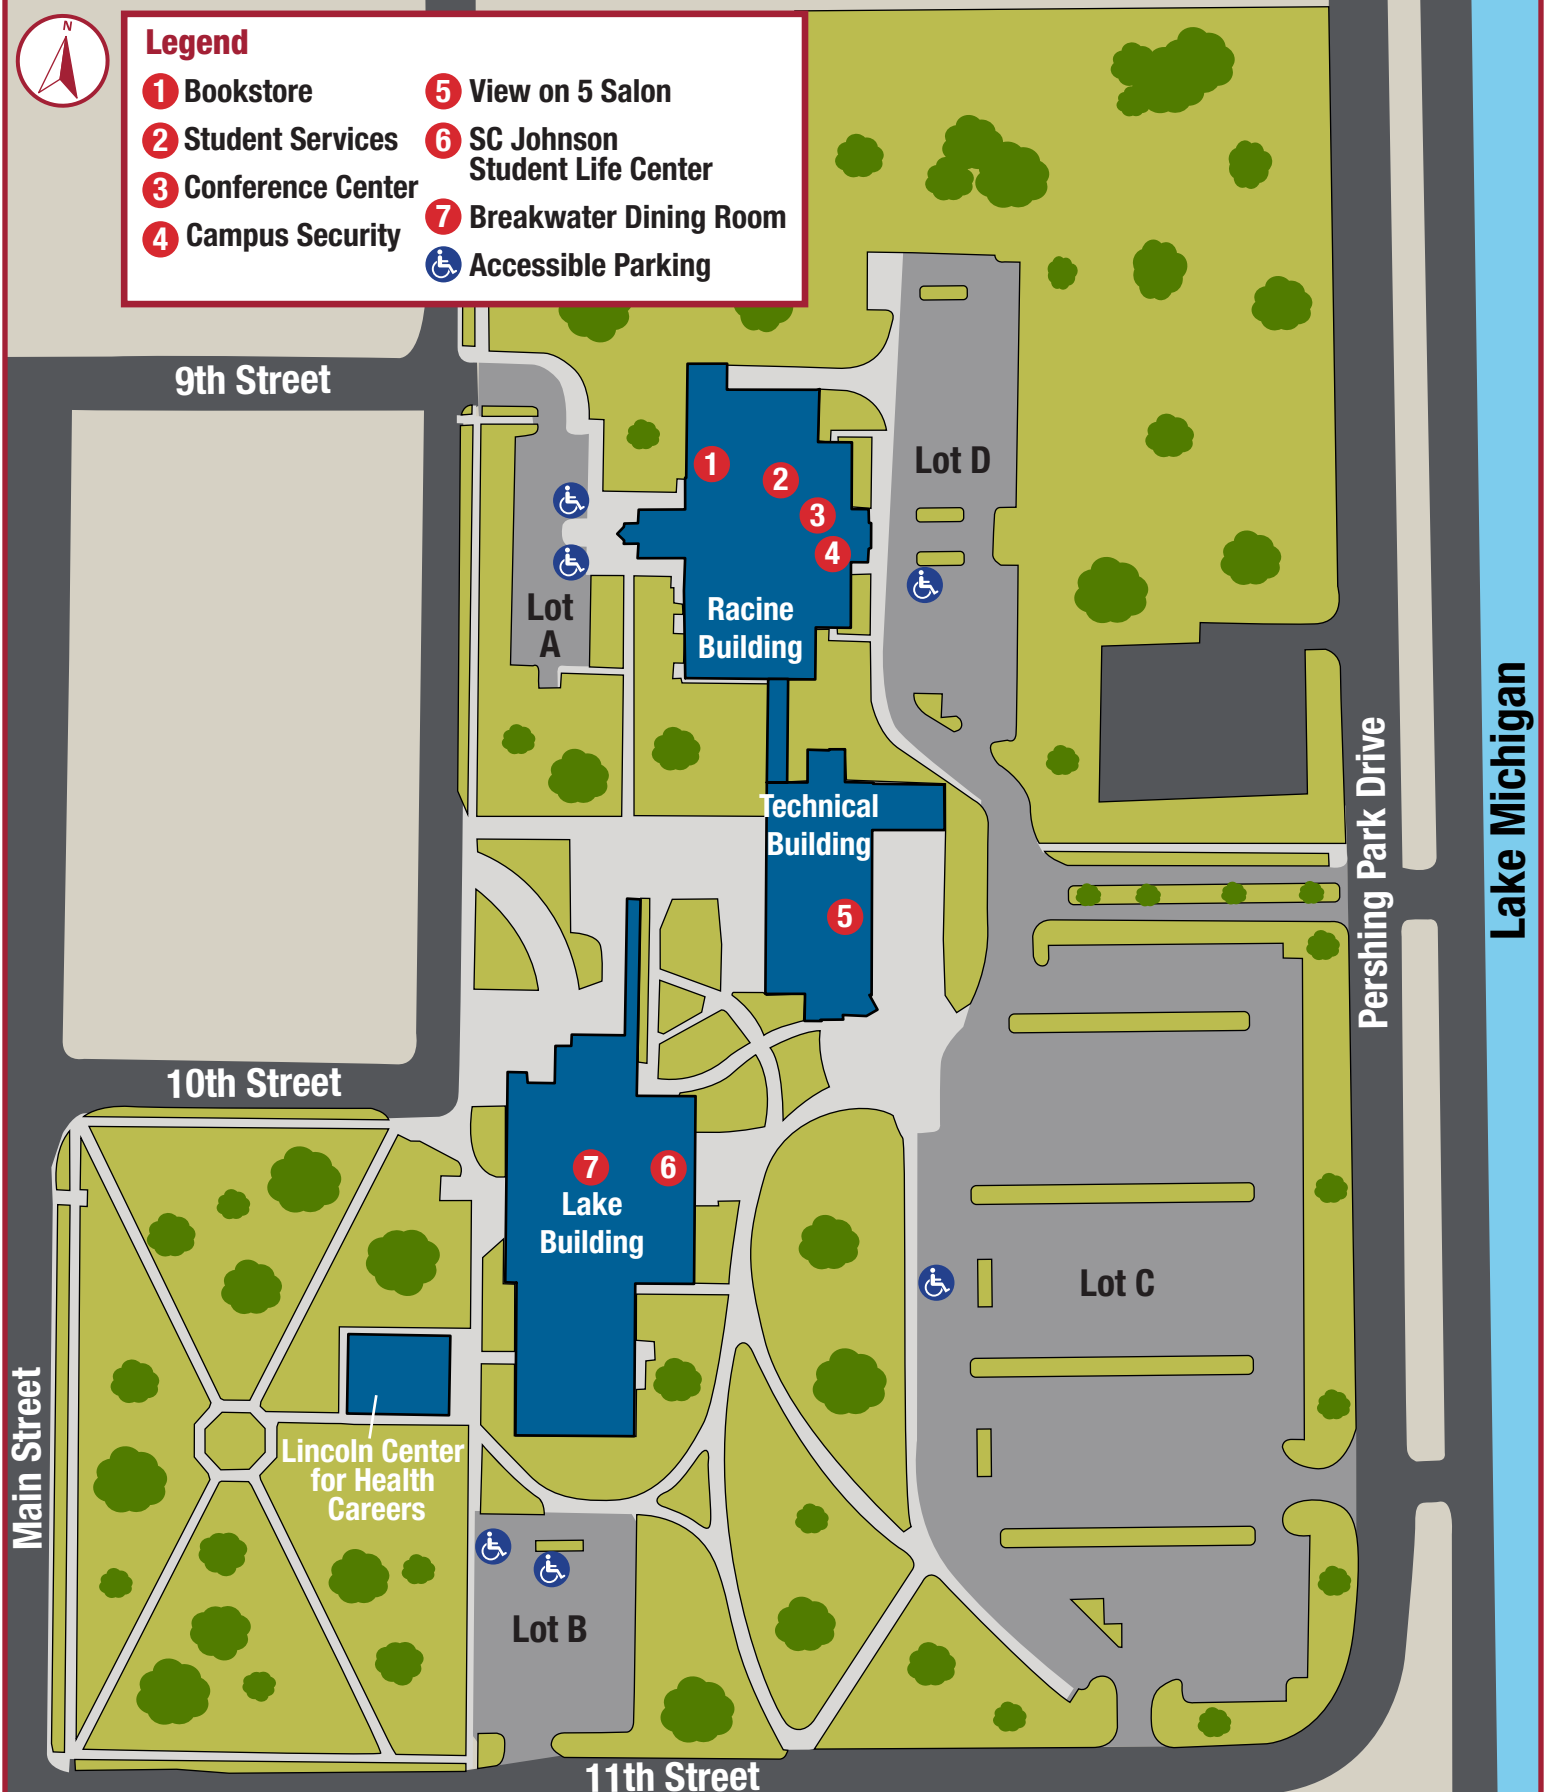 N
Legend
1 Bookstore
2 Student Services
3 Conference Center
4 Campus Security
5 View on 5 Salon
6 SC Johnson
Student Life Center
7 Breakwater Dining Room
Accessible Parking
9th Street
Lot D
1
2
3
4
Lot
A
Racine
Building
Technical
Building
5
Pershing Park Drive
Lake Michigan
10th Street
7
6
Lake
Building
Lot C
Main Street
Lincoln Center
for Health
Careers
Lot B
11th Street